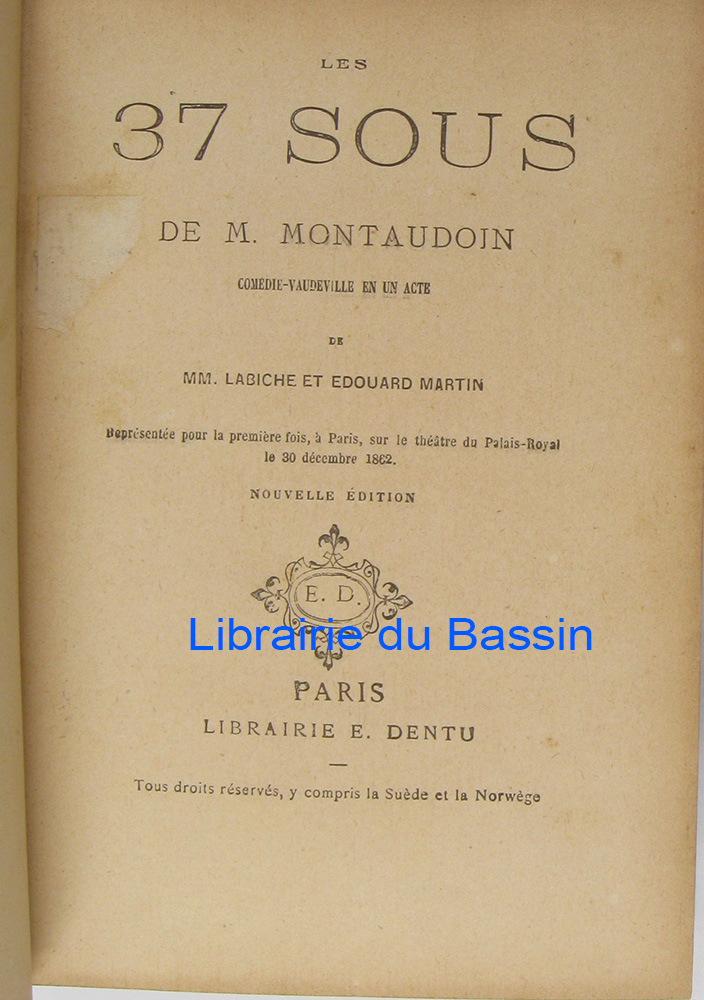 LES
37 SOUS
DE M. MONTAUDOIN
COMÉDIE-VAUDEVILLE EN UN ACTE
DE
MM. LABICHE ET EDOUARD MARTIN
Représentée pour la première fois, à Paris, sur le théâtre du Palais-Royal
le 30 décembre 1862.
NOUVELLE ÉDITION
E. D.
Librairie du Bassin
PARIS
LIBRAIRIE E. DENTU
—
Tous droits réservés, y compris la Suède et la Norwège